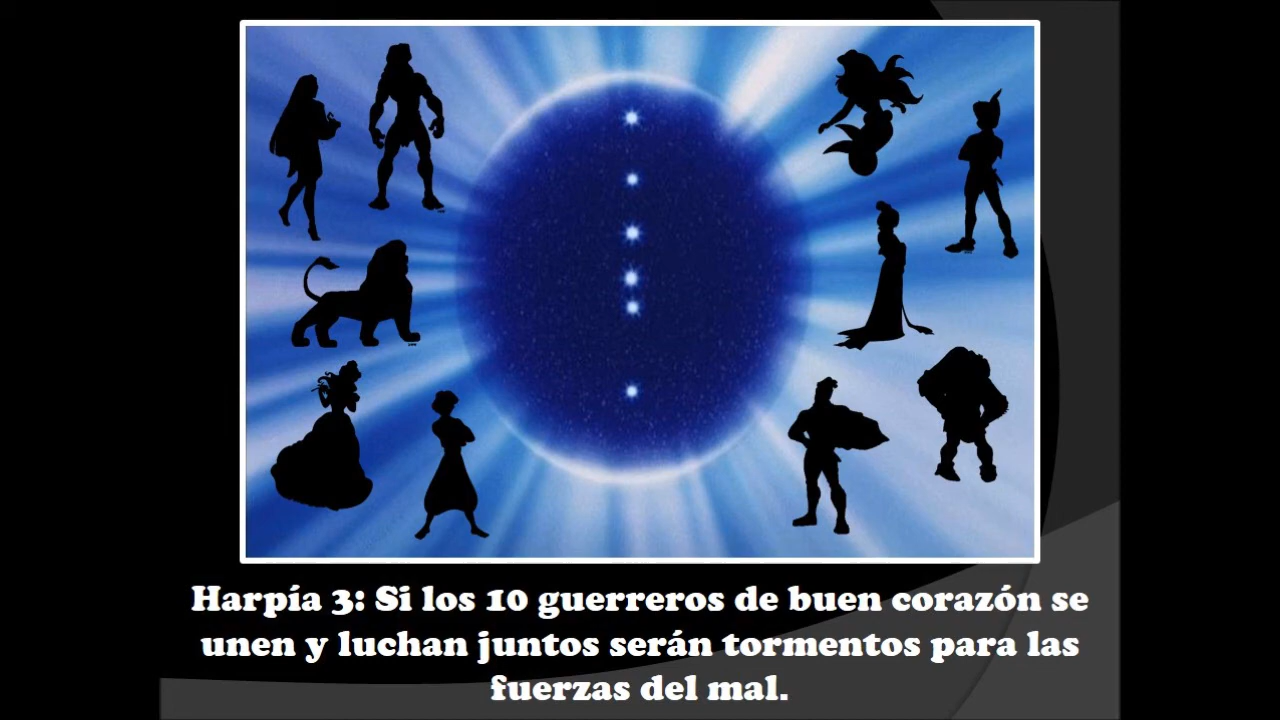 Harpía 3: Si los 10 guerreros de buen corazón se
unen y luchan juntos serán tormentos para las
fuerzas del mal.